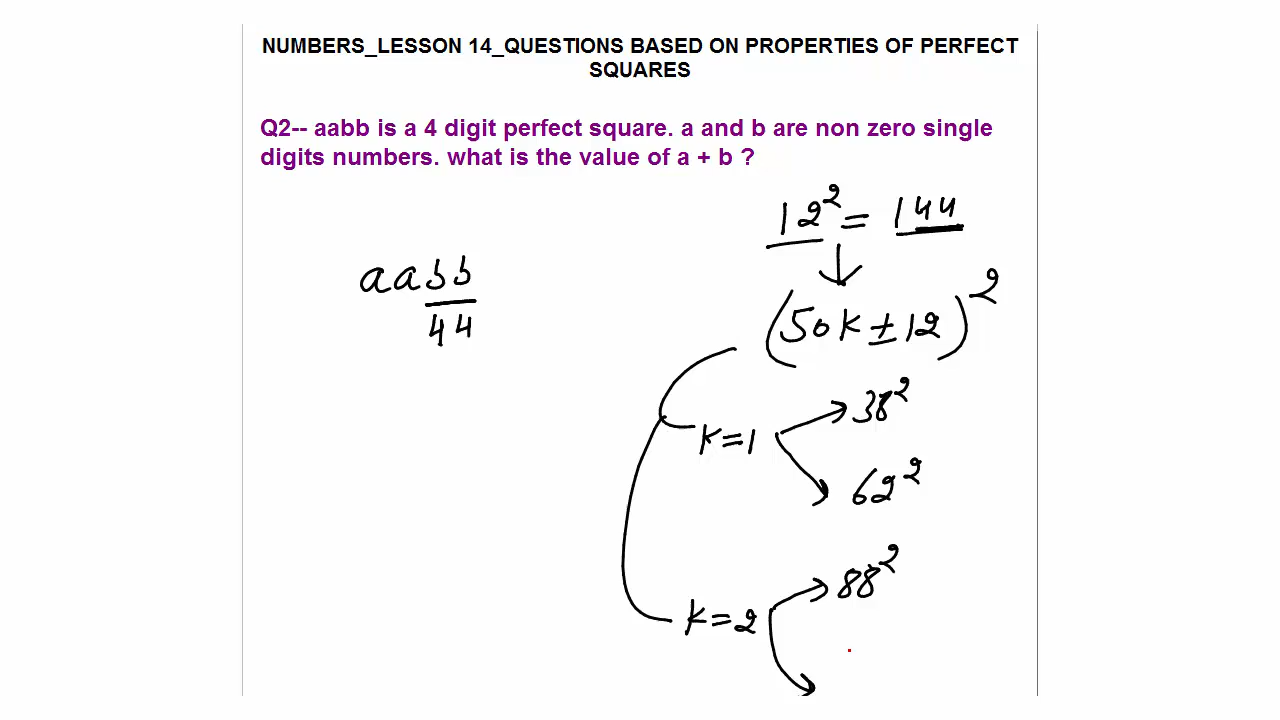 NUMBERS_LESSON 14_QUESTIONS BASED ON PROPERTIES OF PERFECT
SQUARES
Q2-- aabb is a 4 digit perfect square. a and b are non zero single
digits numbers. what is the value of a + b ?
12² = 144
aabb
44
(50K ± 12)²
K=1
38²
62²
K=2
88²